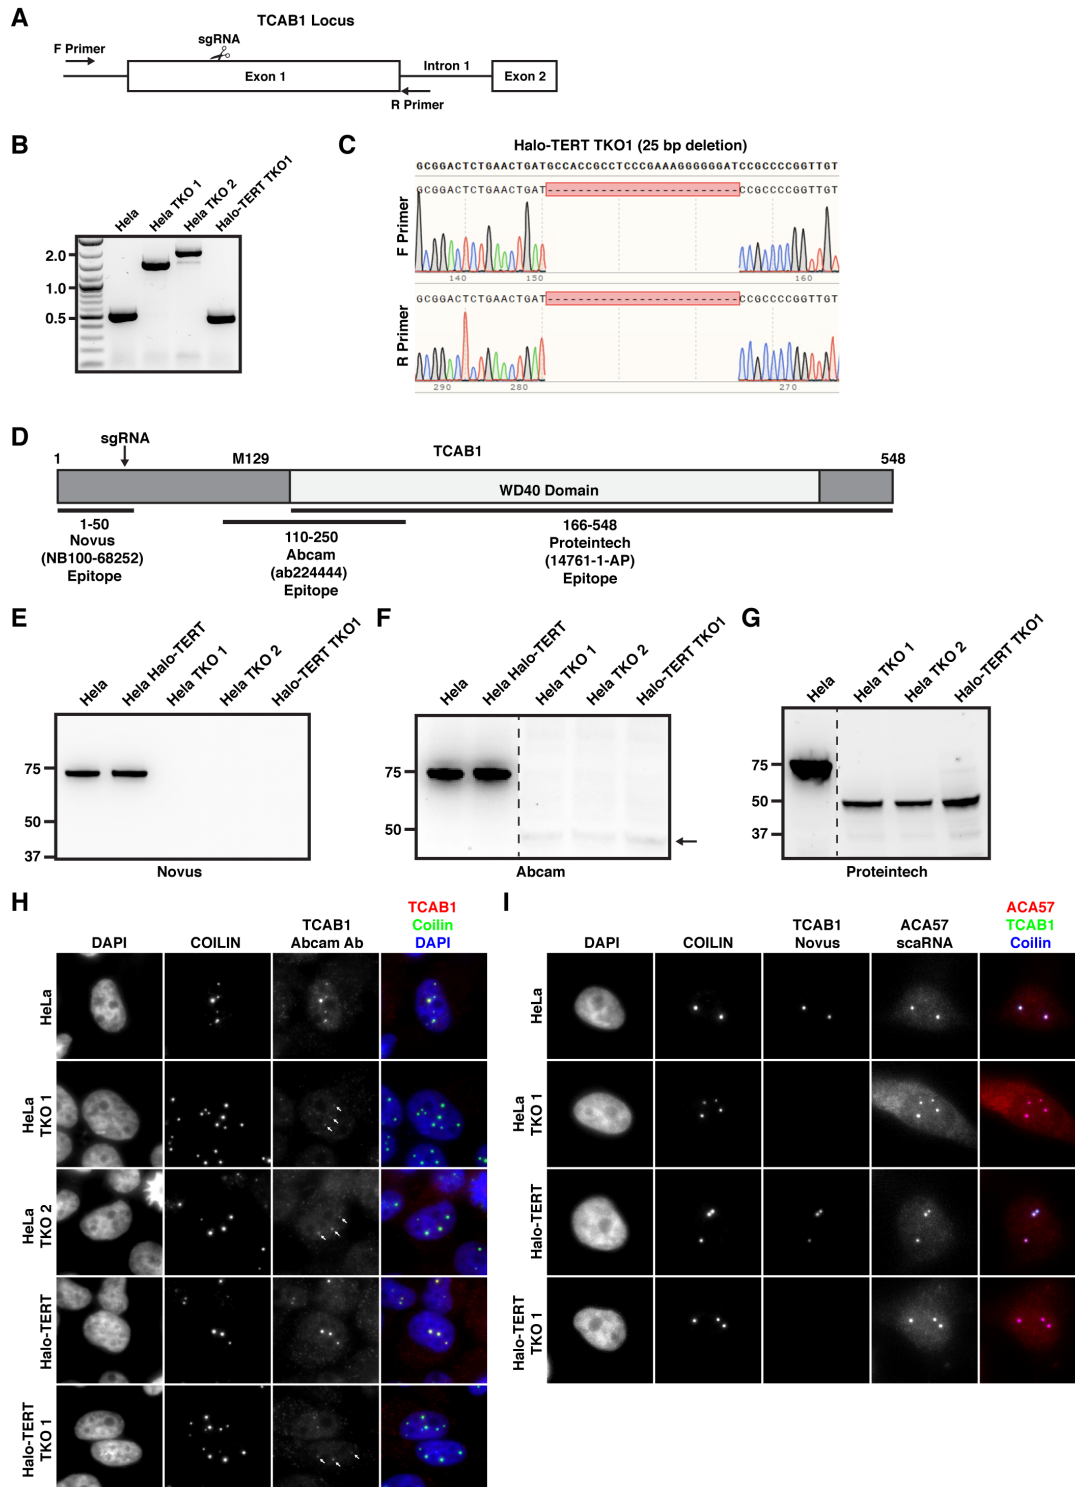 A
TCAB1 Locus
sgRNA
F Primer
Exon 1
Intron 1
Exon 2
R Primer
B
Hela
Hela TKO 1
Hela TKO 2
Halo-TERT TKO1
2.0
1.0
0.5
C
Halo-TERT TKO1 (25 bp deletion)
GCGGACTCTGAACTGATGCCACCGCCTCCCGAAAGGGGGGATCCGCCCCGGTTGT
F Primer
GCGGACTCTGAACTGAT-------------------------CCGCCCCGGTTGT
140 150 160
R Primer
GCGGACTCTGAACTGAT-------------------------CCGCCCCGGTTGT
290 280 270
D
sgRNA
1 M129 TCAB1 548
WD40 Domain
1-50
Novus
(NB100-68252)
Epitope
110-250
Abcam
(ab224444)
Epitope
166-548
Proteintech
(14761-1-AP)
Epitope
E
Hela
Hela Halo-TERT
Hela TKO 1
Hela TKO 2
Halo-TERT TKO1
75
50
37
Novus
F
Hela
Hela Halo-TERT
Hela TKO 1
Hela TKO 2
Halo-TERT TKO1
75
50
Abcam
G
Hela
Hela TKO 1
Hela TKO 2
Halo-TERT TKO1
75
50
37
Proteintech
H
DAPI
COILIN
TCAB1
Abcam Ab
TCAB1
Coilin
DAPI
HeLa
HeLa
TKO 1
HeLa
TKO 2
Halo-TERT
Halo-TERT
TKO 1
I
DAPI
COILIN
TCAB1
Novus
ACA57
scaRNA
ACA57
TCAB1
Coilin
HeLa
HeLa
TKO 1
Halo-TERT
Halo-TERT
TKO 1